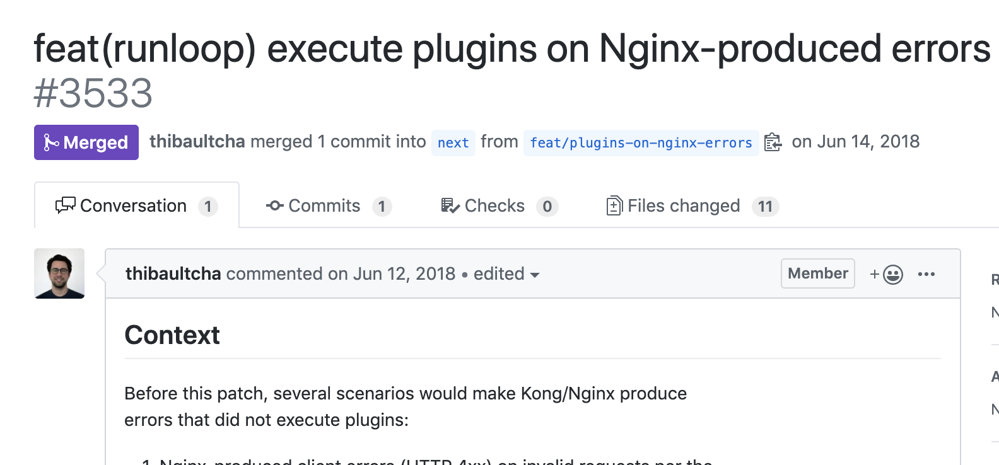 feat(runloop) execute plugins on Nginx-produced errors
#3533
Merged thibaultcha merged 1 commit into next from feat/plugins-on-nginx-errors on Jun 14, 2018
Conversation 1 Commits 1 Checks 0 Files changed 11
thibaultcha commented on Jun 12, 2018 • edited Member
Context
Before this patch, several scenarios would make Kong/Nginx produce
errors that did not execute plugins:
1. Nginx-produced client errors (HTTP 4xx) on invalid requests per the
R
N
A
N